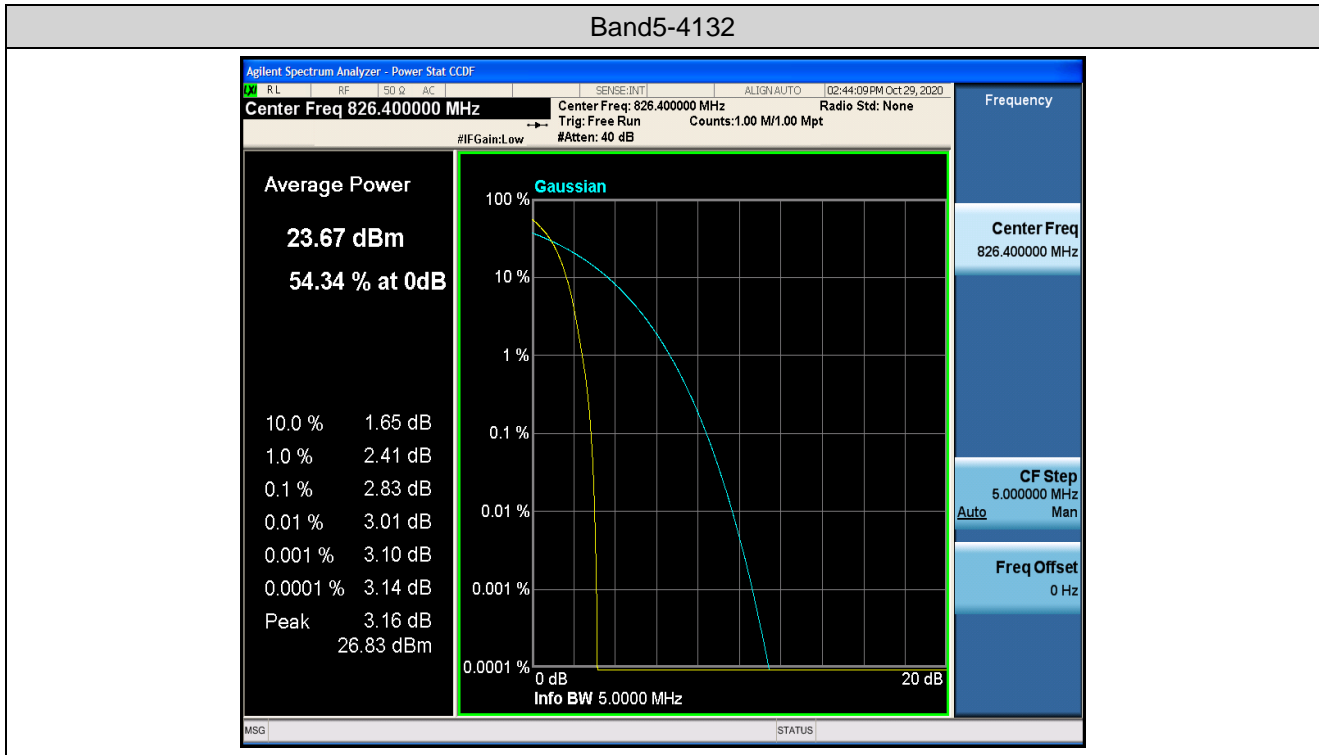 Band5-4132
Agilent Spectrum Analyzer - Power Stat CCDF
LXI RL RF 50 Ω AC SENSE:INT ALIGN AUTO 02:44:09 PM Oct 29, 2020
Center Freq 826.400000 MHz
Center Freq: 826.400000 MHz Radio Std: None
Trig: Free Run Counts:1.00 M/1.00 Mpt
#IFGain:Low #Atten: 40 dB
Frequency
Average Power
23.67 dBm
54.34 % at 0dB
10.0 % 1.65 dB
1.0 % 2.41 dB
0.1 % 2.83 dB
0.01 % 3.01 dB
0.001 % 3.10 dB
0.0001 % 3.14 dB
Peak 3.16 dB
26.83 dBm
Gaussian
100 %
10 %
1 %
0.1 %
0.01 %
0.001 %
0.0001 %
0 dB 20 dB
Info BW 5.0000 MHz
Center Freq
826.400000 MHz
CF Step
5.000000 MHz
Auto Man
Freq Offset
0 Hz
MSG STATUS